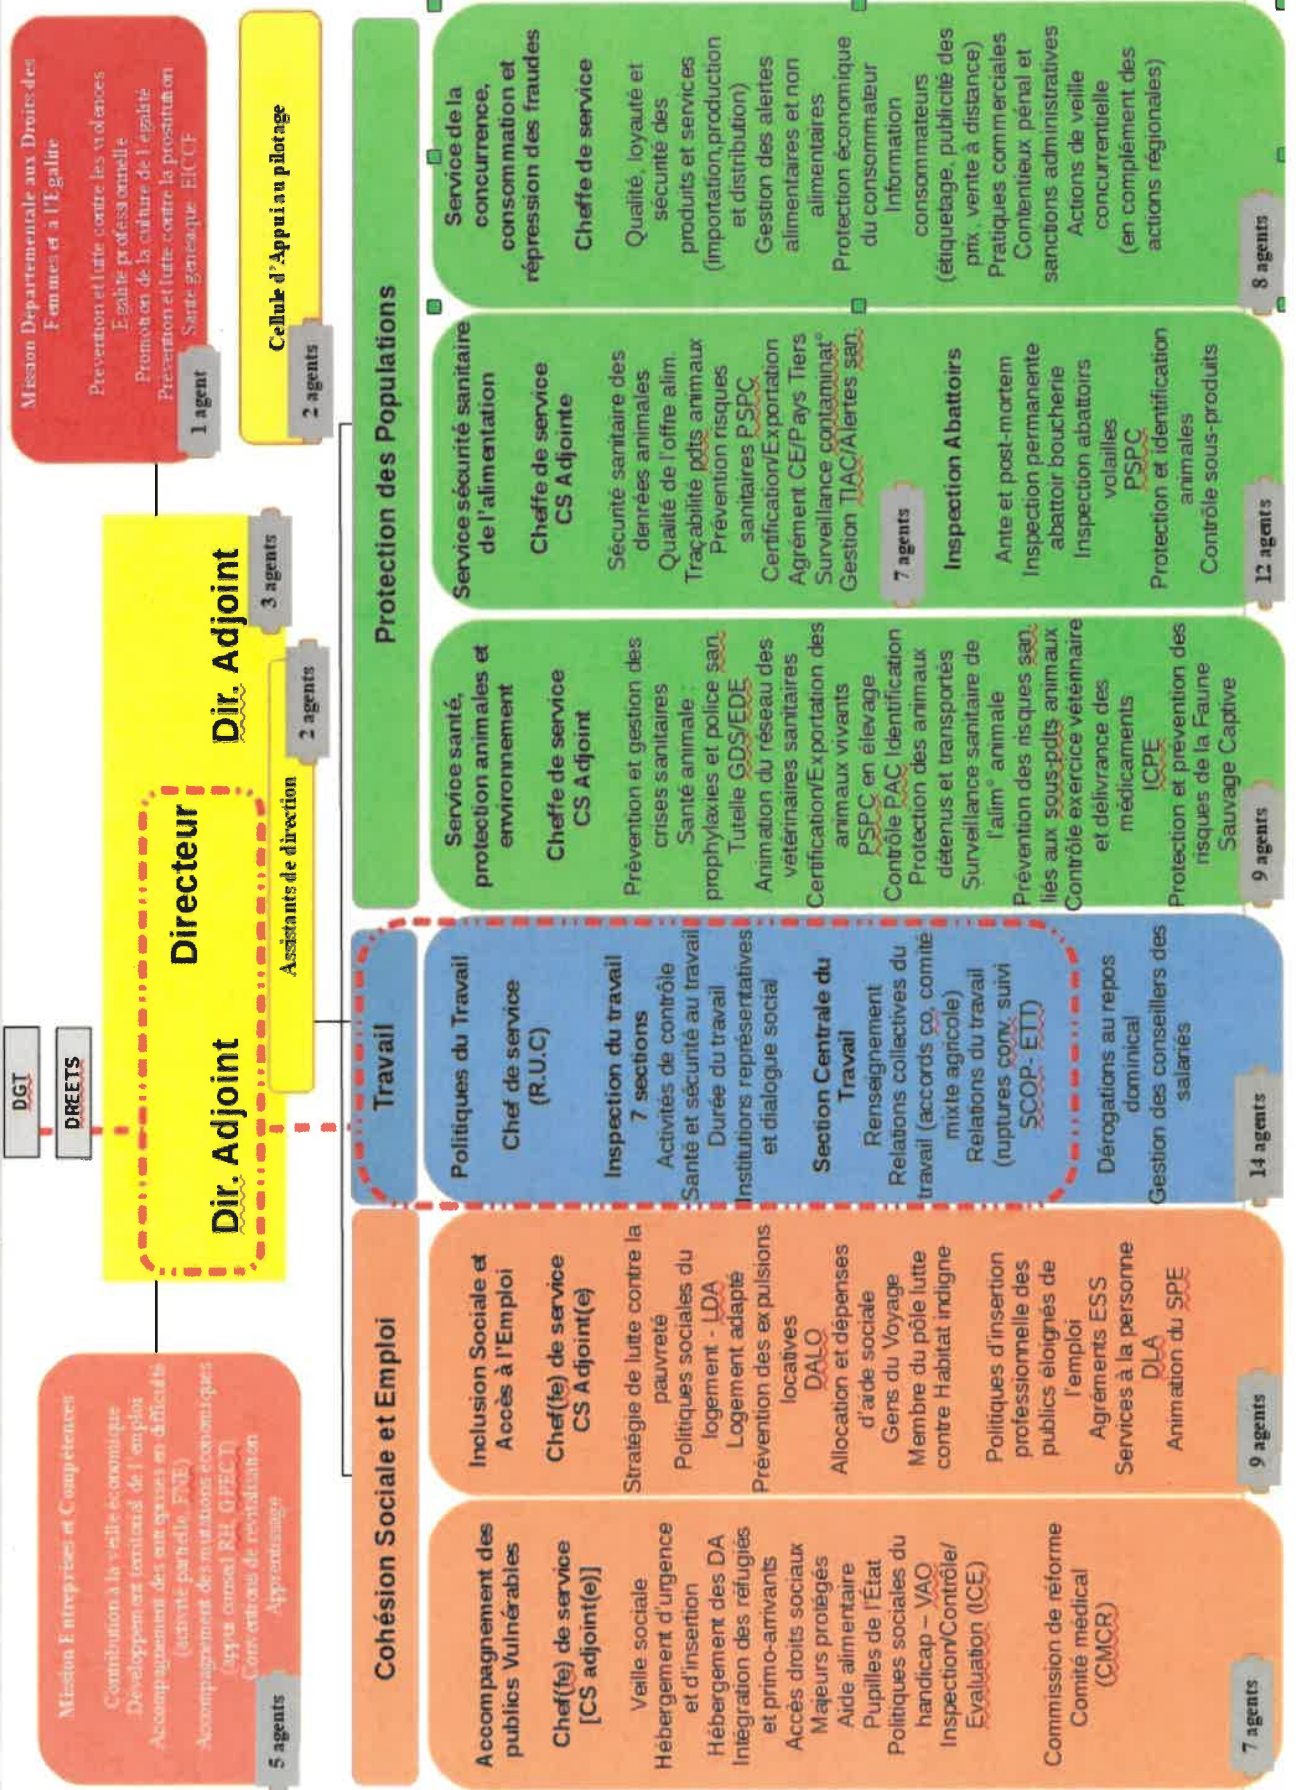 DGT
DREETS
Mission Entreprises et Compétences
Contribution à la veille économique
Développement territorial de l'emploi
Accompagnement des entreprises en difficulté
(activité partielle, FNE)
Accompagnement des mutations économiques
(appui conseil RH, GPECT)
Conventions de revitalisation
Apprentissage
5 agents
Directeur
Dir. Adjoint
Dir. Adjoint
3 agents
Assistants de direction
2 agents
Mission Départementale aux Droits des
Femmes et à l'Egalité
Prévention et lutte contre les violences
Egalité professionnelle
Promotion de la culture de l'égalité
Prévention et lutte contre la prostitution
Santé génésique EICCF
1 agent
Cellule d'Appui au pilotage
2 agents
Cohésion Sociale et Emploi
Accompagnement des
publics Vulnérables
Chef(fe) de service
[CS adjoint(e)]
Veille sociale
Hébergement d'urgence
et d'insertion
Hébergement des DA
Intégration des réfugiés
et primo-arrivants
Accès droits sociaux
Majeurs protégés
Aide alimentaire
Pupilles de l'État
Politiques sociales du
handicap – VAO
Inspection/Contrôle/
Evaluation (ICE)
Commission de réforme
Comité médical
(CMCR)
7 agents
Inclusion Sociale et
Accès à l'Emploi
Chef(fe) de service
CS Adjoint(e)
Stratégie de lutte contre la
pauvreté
Politiques sociales du
logement - LDA
Logement adapté
Prévention des expulsions
locatives
DALO
Allocation et dépenses
d'aide sociale
Gens du Voyage
Membre du pôle lutte
contre Habitat indigne
Politiques d'insertion
professionnelle des
publics éloignés de
l'emploi
Agréments ESS
Services à la personne
DLA
Animation du SPE
9 agents
Travail
Politiques du Travail
Chef de service
(R.U.C)
Inspection du travail
7 sections
Activités de contrôle
Santé et sécurité au travail
Durée du travail
Institutions représentatives
et dialogue social
Section Centrale du
Travail
Renseignement
Relations collectives du
travail (accords co, comité
mixte agricole)
Relations du travail
(ruptures conv, suivi
SCOP- ETT)
Dérogations au repos
dominical
Gestion des conseillers des
salariés
14 agents
Protection des Populations
Service santé,
protection animales et
environnement
Cheffe de service
CS Adjoint
Prévention et gestion des
crises sanitaires
Santé animale :
prophylaxies et police san.
Tutelle GDS/EDE
Animation du réseau des
vétérinaires sanitaires
Certification/Exportation des
animaux vivants
PSPC en élevage
Contrôle PAC Identification
Protection des animaux
détenus et transportés
Surveillance sanitaire de
l'alim° animale
Prévention des risques san.
liés aux sous-pdts animaux
Contrôle exercice vétérinaire
et délivrance des
médicaments
ICPE
Protection et prévention des
risques de la Faune
Sauvage Captive
9 agents
Service sécurité sanitaire
de l'alimentation
Cheffe de service
CS Adjointe
Sécurité sanitaire des
denrées animales
Qualité de l'offre alim.
Traçabilité pdts animaux
Prévention risques
sanitaires PSPC
Certification/Exportation
Agrément CE/Pays Tiers
Surveillance contaminat°
Gestion TIAC/Alertes san.
7 agents
Inspection Abattoirs
Ante et post-mortem
Inspection permanente
abattoir boucherie
Inspection abattoirs
volailles
PSPC
Protection et identification
animales
Contrôle sous-produits
12 agents
Service de la
concurrence,
consommation et
répression des fraudes
Cheffe de service
Qualité, loyauté et
sécurité des
produits et services
(importation,production
et distribution)
Gestion des alertes
alimentaires et non
alimentaires
Protection économique
du consommateur
Information
consommateurs
(étiquetage, publicité des
prix, vente à distance)
Pratiques commerciales
Contentieux pénal et
sanctions administratives
Actions de veille
concurrentielle
(en complément des
actions régionales)
8 agents